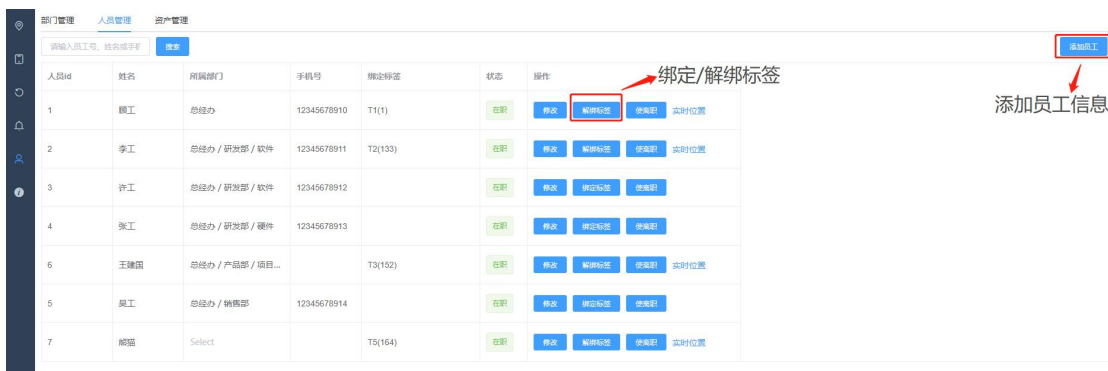 部门管理 人员管理 资产管理
请输入员工号、姓名或手机 搜索 添加员工
绑定/解绑标签
添加员工信息
人员id 姓名 所属部门 手机号 绑定标签 状态 操作
1 顾工 总经办 12345678910 T1(1) 在职 修改 解绑标签 使离职 实时位置
2 李工 总经办 / 研发部 / 软件 12345678911 T2(133) 在职 修改 解绑标签 使离职 实时位置
3 许工 总经办 / 研发部 / 软件 12345678912 在职 修改 绑定标签 使离职
4 张工 总经办 / 研发部 / 硬件 12345678913 在职 修改 绑定标签 使离职
6 王建国 总经办 / 产品部 / 项目... T3(152) 在职 修改 解绑标签 使离职 实时位置
5 吴工 总经办 / 销售部 12345678914 在职 修改 绑定标签 使离职
7 熊猫 Select T5(164) 在职 修改 解绑标签 使离职 实时位置